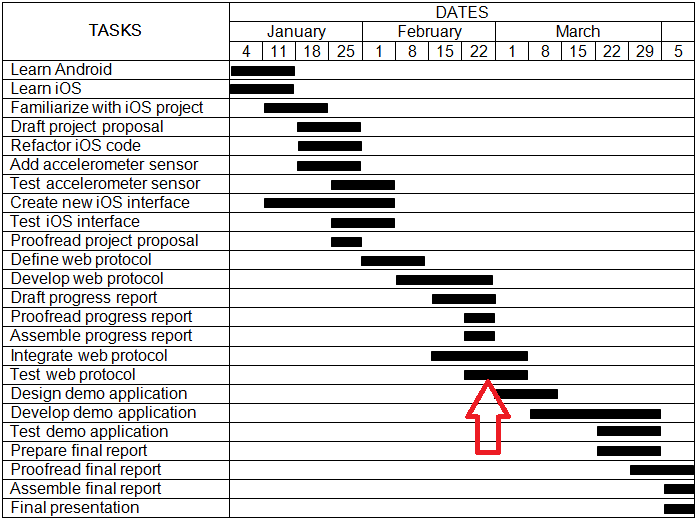 TASKS
DATES
January February March
4 11 18 25 1 8 15 22 1 8 15 22 29 5
Learn Android
Learn iOS
Familiarize with iOS project
Draft project proposal
Refactor iOS code
Add accelerometer sensor
Test accelerometer sensor
Create new iOS interface
Test iOS interface
Proofread project proposal
Define web protocol
Develop web protocol
Draft progress report
Proofread progress report
Assemble progress report
Integrate web protocol
Test web protocol
Design demo application
Develop demo application
Test demo application
Prepare final report
Proofread final report
Assemble final report
Final presentation